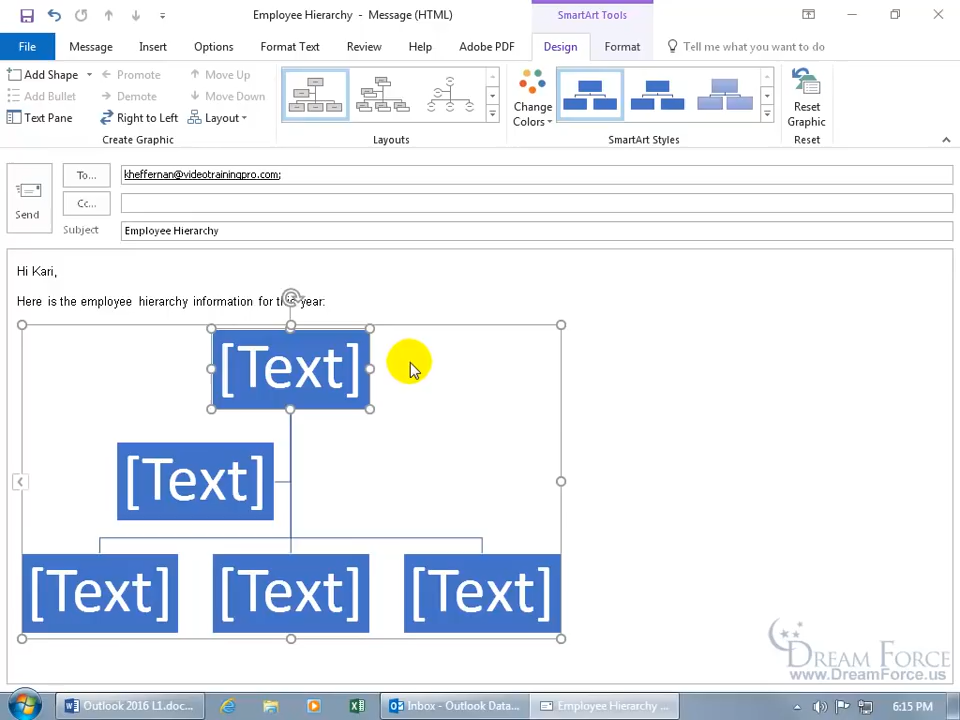 Employee Hierarchy - Message (HTML)
SmartArt Tools
File
Message
Insert
Options
Format Text
Review
Help
Adobe PDF
Design
Format
Tell me what you want to do
Add Shape
Promote
Move Up
Add Bullet
Demote
Move Down
Text Pane
Right to Left
Layout
Change
Colors
Reset
Graphic
Create Graphic
Layouts
SmartArt Styles
Reset
Send
To...
kheffernan@videotrainingpro.com;
Cc...
Subject
Employee Hierarchy
Hi Kari,
Here is the employee hierarchy information for this year:
[Text]
[Text]
[Text]
[Text]
[Text]
DREAM FORCE
www.DreamForce.us
Outlook 2016 L1.doc...
Inbox - Outlook Data...
Employee Hierarchy ...
6:15 PM